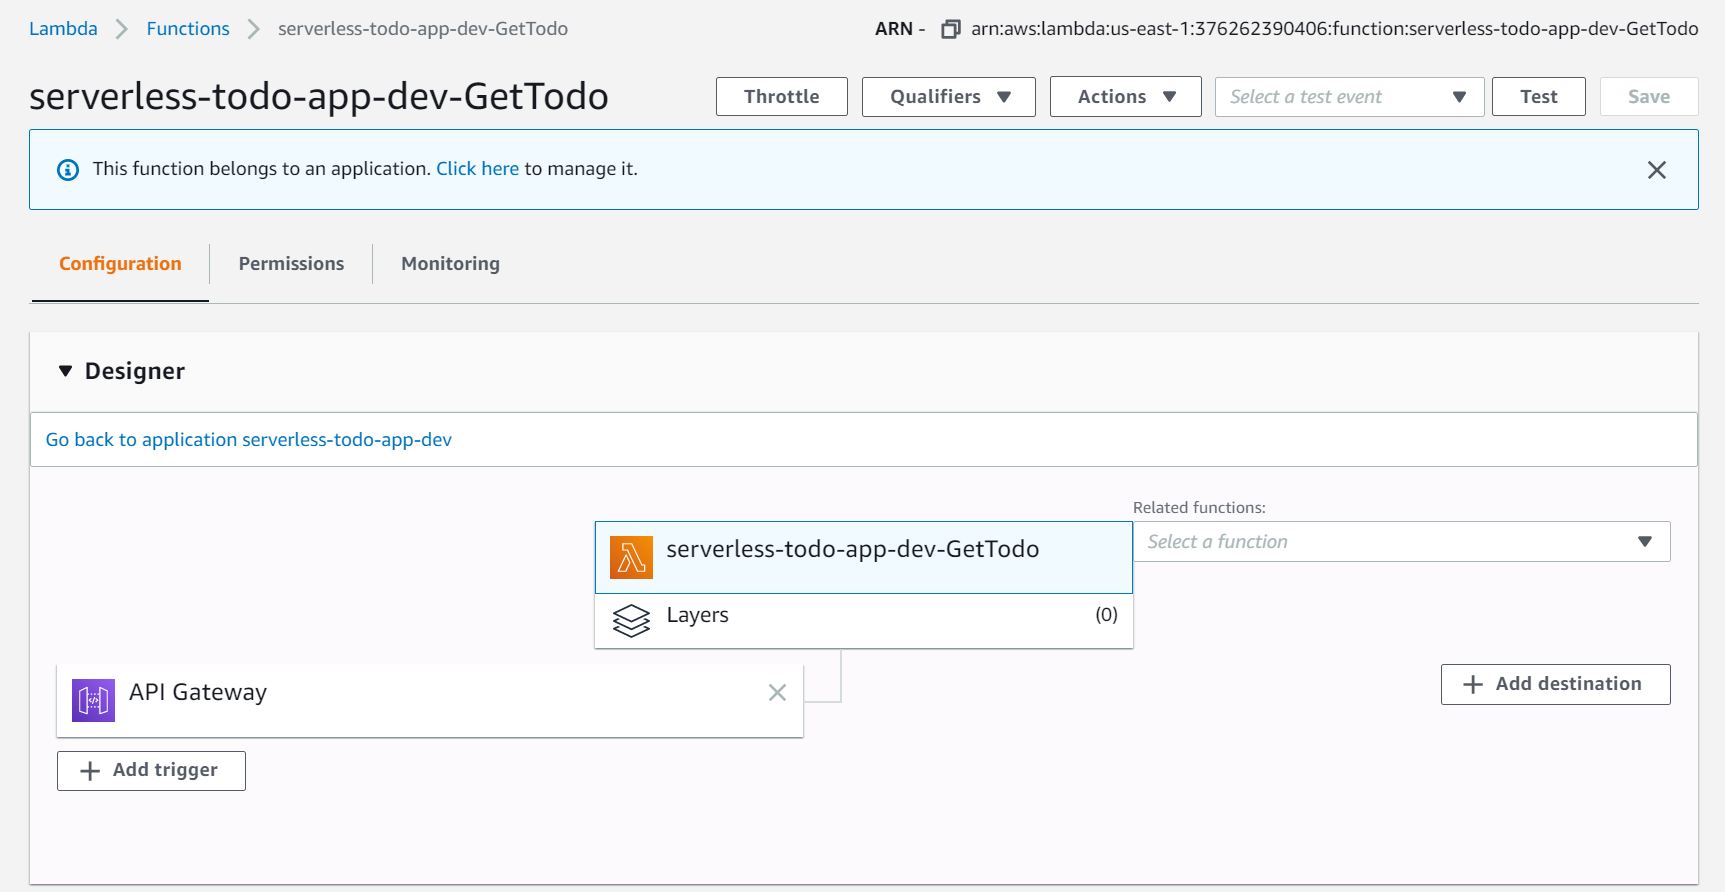 Lambda > Functions > serverless-todo-app-dev-GetTodo
ARN - arn:aws:lambda:us-east-1:376262390406:function:serverless-todo-app-dev-GetTodo
serverless-todo-app-dev-GetTodo
Throttle
Qualifiers
Actions
Select a test event
Test
Save
This function belongs to an application. Click here to manage it.
Configuration
Permissions
Monitoring
Designer
Go back to application serverless-todo-app-dev
Related functions:
serverless-todo-app-dev-GetTodo
Select a function
Layers (0)
API Gateway
Add destination
Add trigger